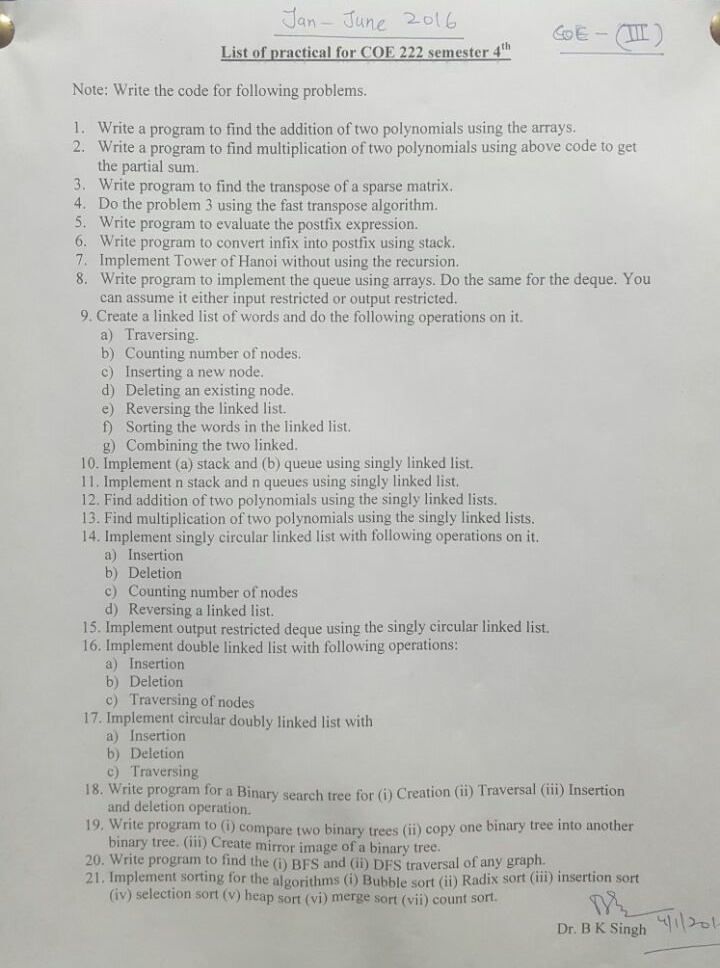 Jan - June 2016
COE - (III)
List of practical for COE 222 semester 4th
Note: Write the code for following problems.
1. Write a program to find the addition of two polynomials using the arrays.
2. Write a program to find multiplication of two polynomials using above code to get
the partial sum.
3. Write program to find the transpose of a sparse matrix.
4. Do the problem 3 using the fast transpose algorithm.
5. Write program to evaluate the postfix expression.
6. Write program to convert infix into postfix using stack.
7. Implement Tower of Hanoi without using the recursion.
8. Write program to implement the queue using arrays. Do the same for the deque. You
can assume it either input restricted or output restricted.
9. Create a linked list of words and do the following operations on it.
a) Traversing.
b) Counting number of nodes.
c) Inserting a new node.
d) Deleting an existing node.
e) Reversing the linked list.
f) Sorting the words in the linked list.
g) Combining the two linked.
10. Implement (a) stack and (b) queue using singly linked list.
11. Implement n stack and n queues using singly linked list.
12. Find addition of two polynomials using the singly linked lists.
13. Find multiplication of two polynomials using the singly linked lists.
14. Implement singly circular linked list with following operations on it.
a) Insertion
b) Deletion
c) Counting number of nodes
d) Reversing a linked list.
15. Implement output restricted deque using the singly circular linked list.
16. Implement double linked list with following operations:
a) Insertion
b) Deletion
c) Traversing of nodes
17. Implement circular doubly linked list with
a) Insertion
b) Deletion
c) Traversing
18. Write program for a Binary search tree for (i) Creation (ii) Traversal (iii) Insertion
and deletion operation.
19. Write program to (i) compare two binary trees (ii) copy one binary tree into another
binary tree. (iii) Create mirror image of a binary tree.
20. Write program to find the (i) BFS and (ii) DFS traversal of any graph.
21. Implement sorting for the algorithms (i) Bubble sort (ii) Radix sort (iii) insertion sort
(iv) selection sort (v) heap sort (vi) merge sort (vii) count sort.
Dr. B K Singh 4/1/201